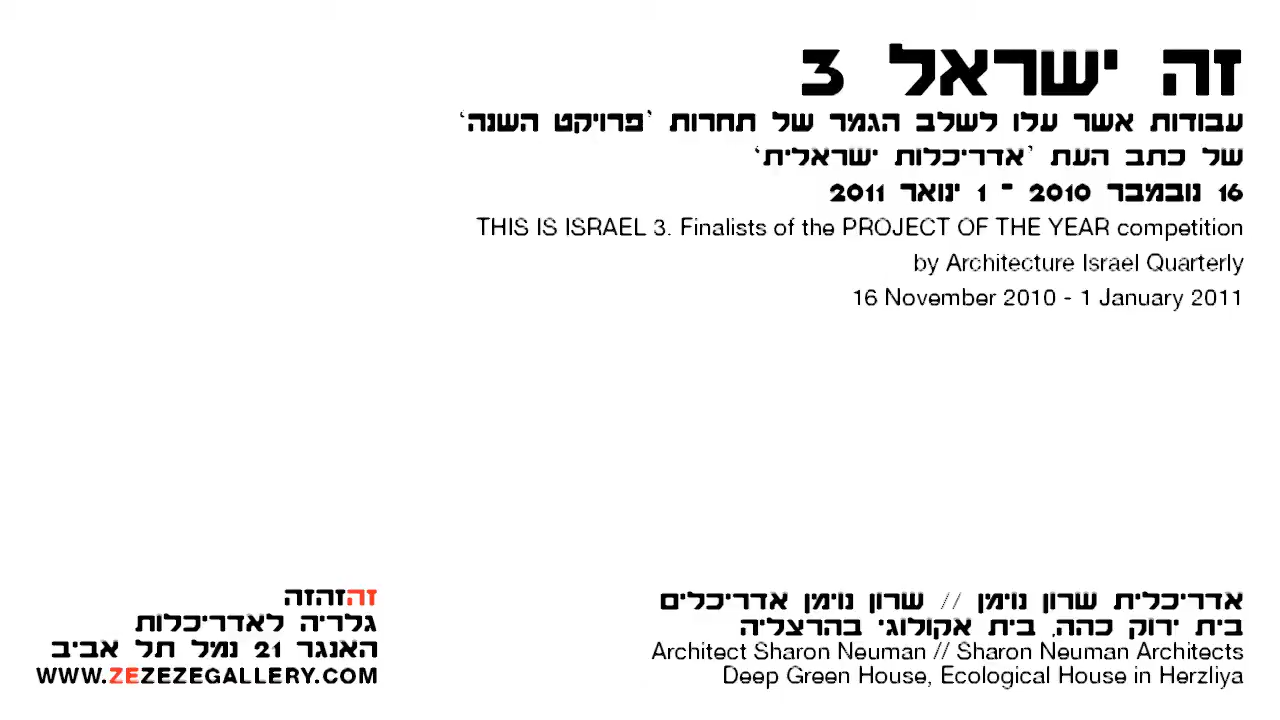 זה ישראל 3
עבודות אשר עלו לשלב הגמר של תחרות 'פרויקט השנה'
של כתב העת 'אדריכלות ישראלית'
16 נובמבר 2010 - 1 ינואר 2011
THIS IS ISRAEL 3. Finalists of the PROJECT OF THE YEAR competition
by Architecture Israel Quarterly
16 November 2010 - 1 January 2011
אדריכלית שרון נוימן // שרון נוימן אדריכלים
בית ירוק כהה, בית אקולוגי בהרצליה
Architect Sharon Neuman // Sharon Neuman Architects
Deep Green House, Ecological House in Herzliya
זהזהזה
גלריה לאדריכלות
האנגר 21 נמל תל אביב
WWW.ZEZEZEGALLERY.COM